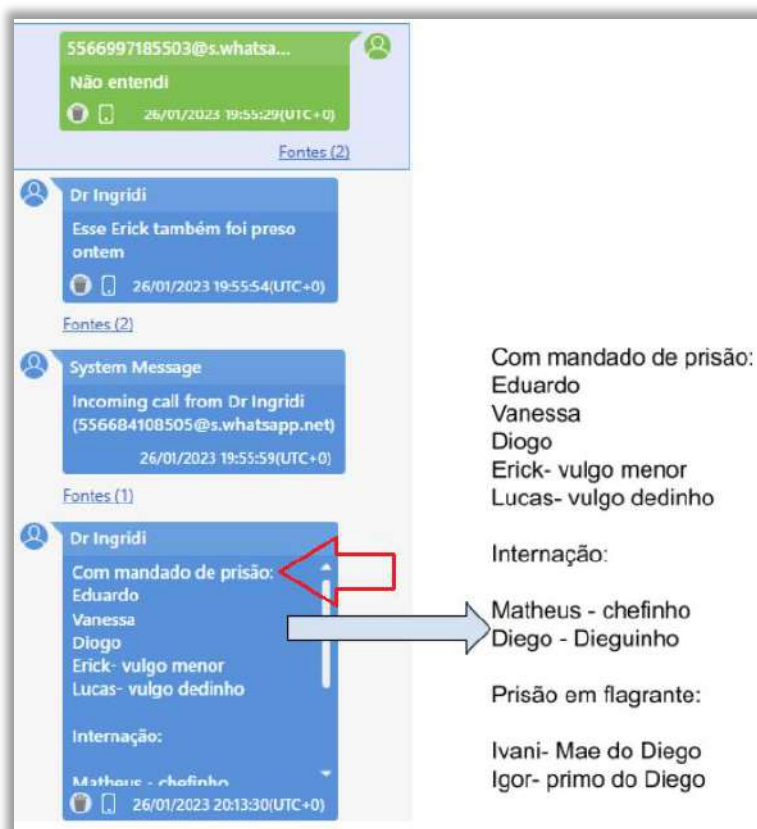 5566997185503@s.whatsa...
Não entendi
26/01/2023 19:55:29(UTC+0)
Fontes (2)
Dr Ingridi
Esse Erick também foi preso
ontem
26/01/2023 19:55:54(UTC+0)
Fontes (2)
System Message
Incoming call from Dr Ingridi
(556684108505@s.whatsapp.net)
26/01/2023 19:55:59(UTC+0)
Fontes (1)
Dr Ingridi
Com mandado de prisão:
Eduardo
Vanessa
Diogo
Erick- vulgo menor
Lucas- vulgo dedinho
Internação:
Matheus - chefinho
26/01/2023 20:13:30(UTC+0)
Com mandado de prisão:
Eduardo
Vanessa
Diogo
Erick- vulgo menor
Lucas- vulgo dedinho
Internação:
Matheus - chefinho
Diego - Dieguinho
Prisão em flagrante:
Ivani- Mae do Diego
Igor- primo do Diego